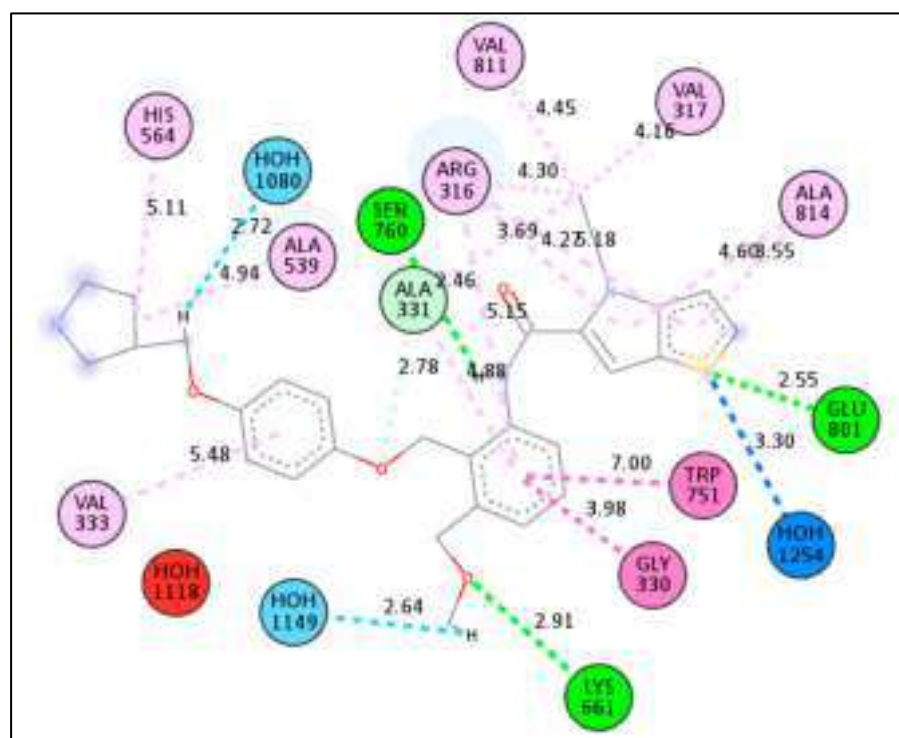 VAL
811
VAL
317
4.45
4.16
HIS
564
HOH
1080
ARG
316
4.30
ALA
814
SER
760
5.11
2.72
ALA
539
3.69
4.27
5.18
4.60
3.55
4.94
2.46
ALA
331
O
5.15
H
H
2.78
4.88
2.55
O
GLU
801
3.30
5.48
O
7.00
TRP
751
VAL
333
3.98
HOH
1254
HOH
1118
GLY
330
O
HOH
1149
2.64
H
2.91
LYS
661